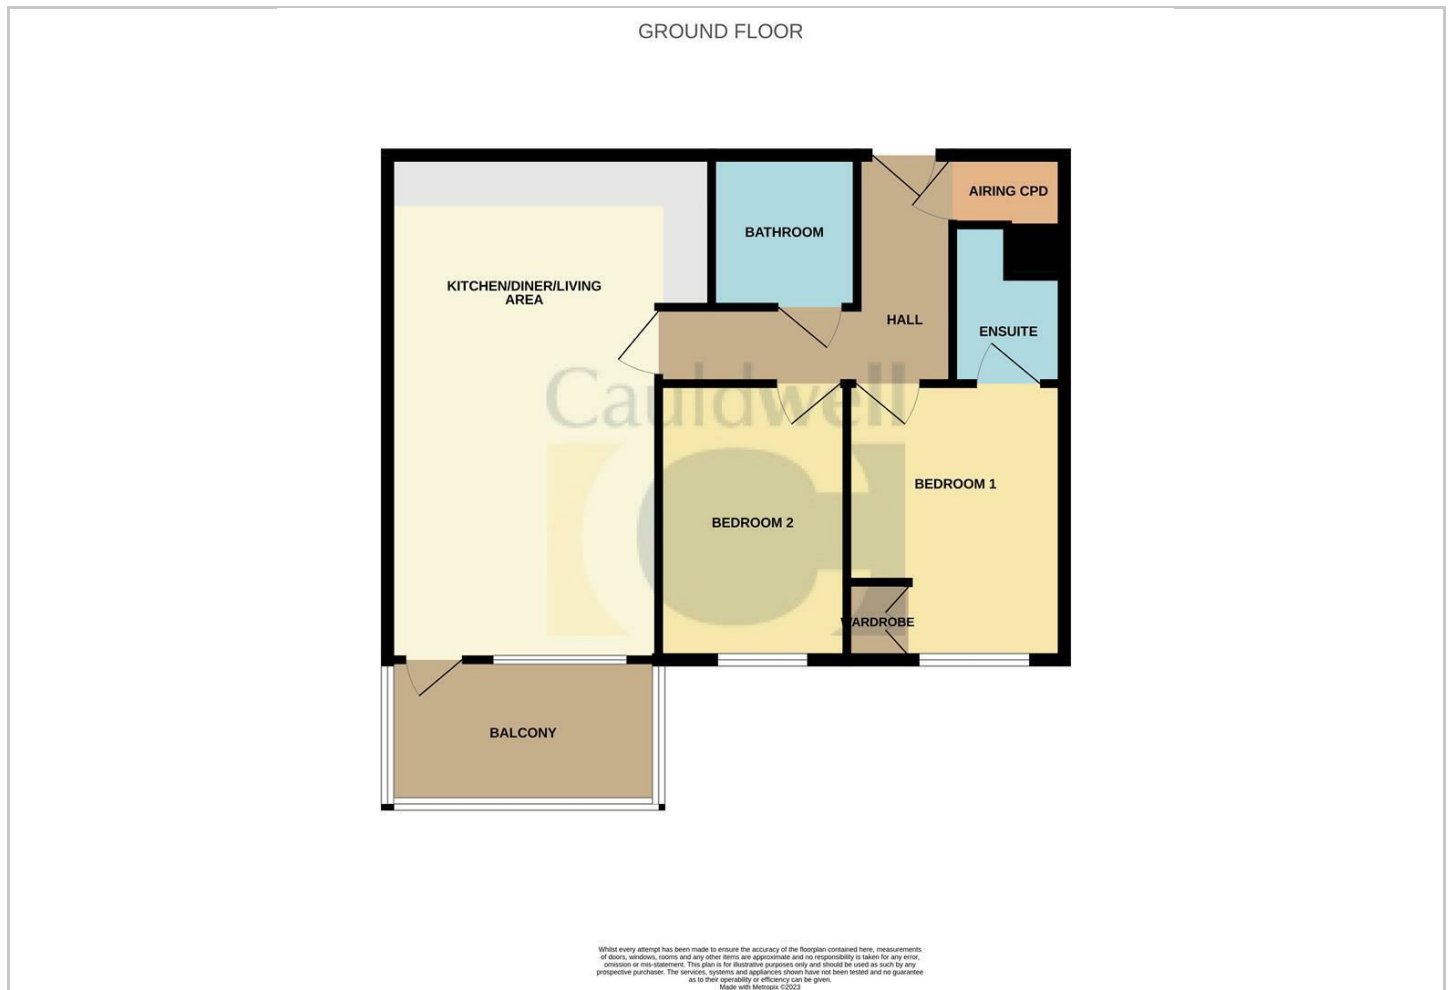 GROUND FLOOR
AIRING CPD
BATHROOM
KITCHEN/DINER/LIVING
AREA
HALL
ENSUITE
Cauldwell
BEDROOM 1
BEDROOM 2
WARDROBE
BALCONY
Whilst every attempt has been made to ensure the accuracy of the floorplan contained here, measurements
of doors, windows, rooms and any other items are approximate and no responsibility is taken for any error,
omission or mis-statement. This plan is for illustrative purposes only and should be used as such by any
prospective purchaser. The services, systems and appliances shown have not been tested and no guarantee
as to their operability or efficiency can be given.
Made with Metropix ©2023